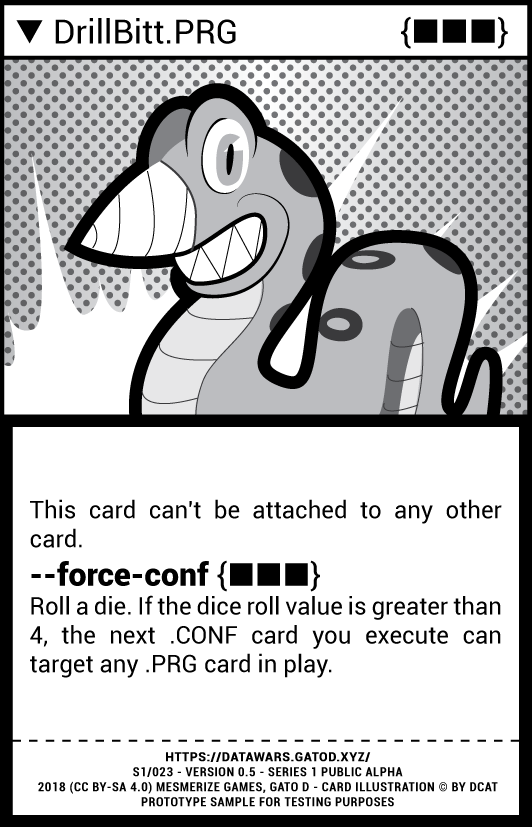 ▼ DrillBitt.PRG {■■■}
This card can't be attached to any other
card.
--force-conf {■■■}
Roll a die. If the dice roll value is greater than
4, the next .CONF card you execute can
target any .PRG card in play.
HTTPS://DATAWARS.GATOD.XYZ/
S1/023 - VERSION 0.5 - SERIES 1 PUBLIC ALPHA
2018 (CC BY-SA 4.0) MESMERIZE GAMES, GATO D - CARD ILLUSTRATION © BY DCAT
PROTOTYPE SAMPLE FOR TESTING PURPOSES